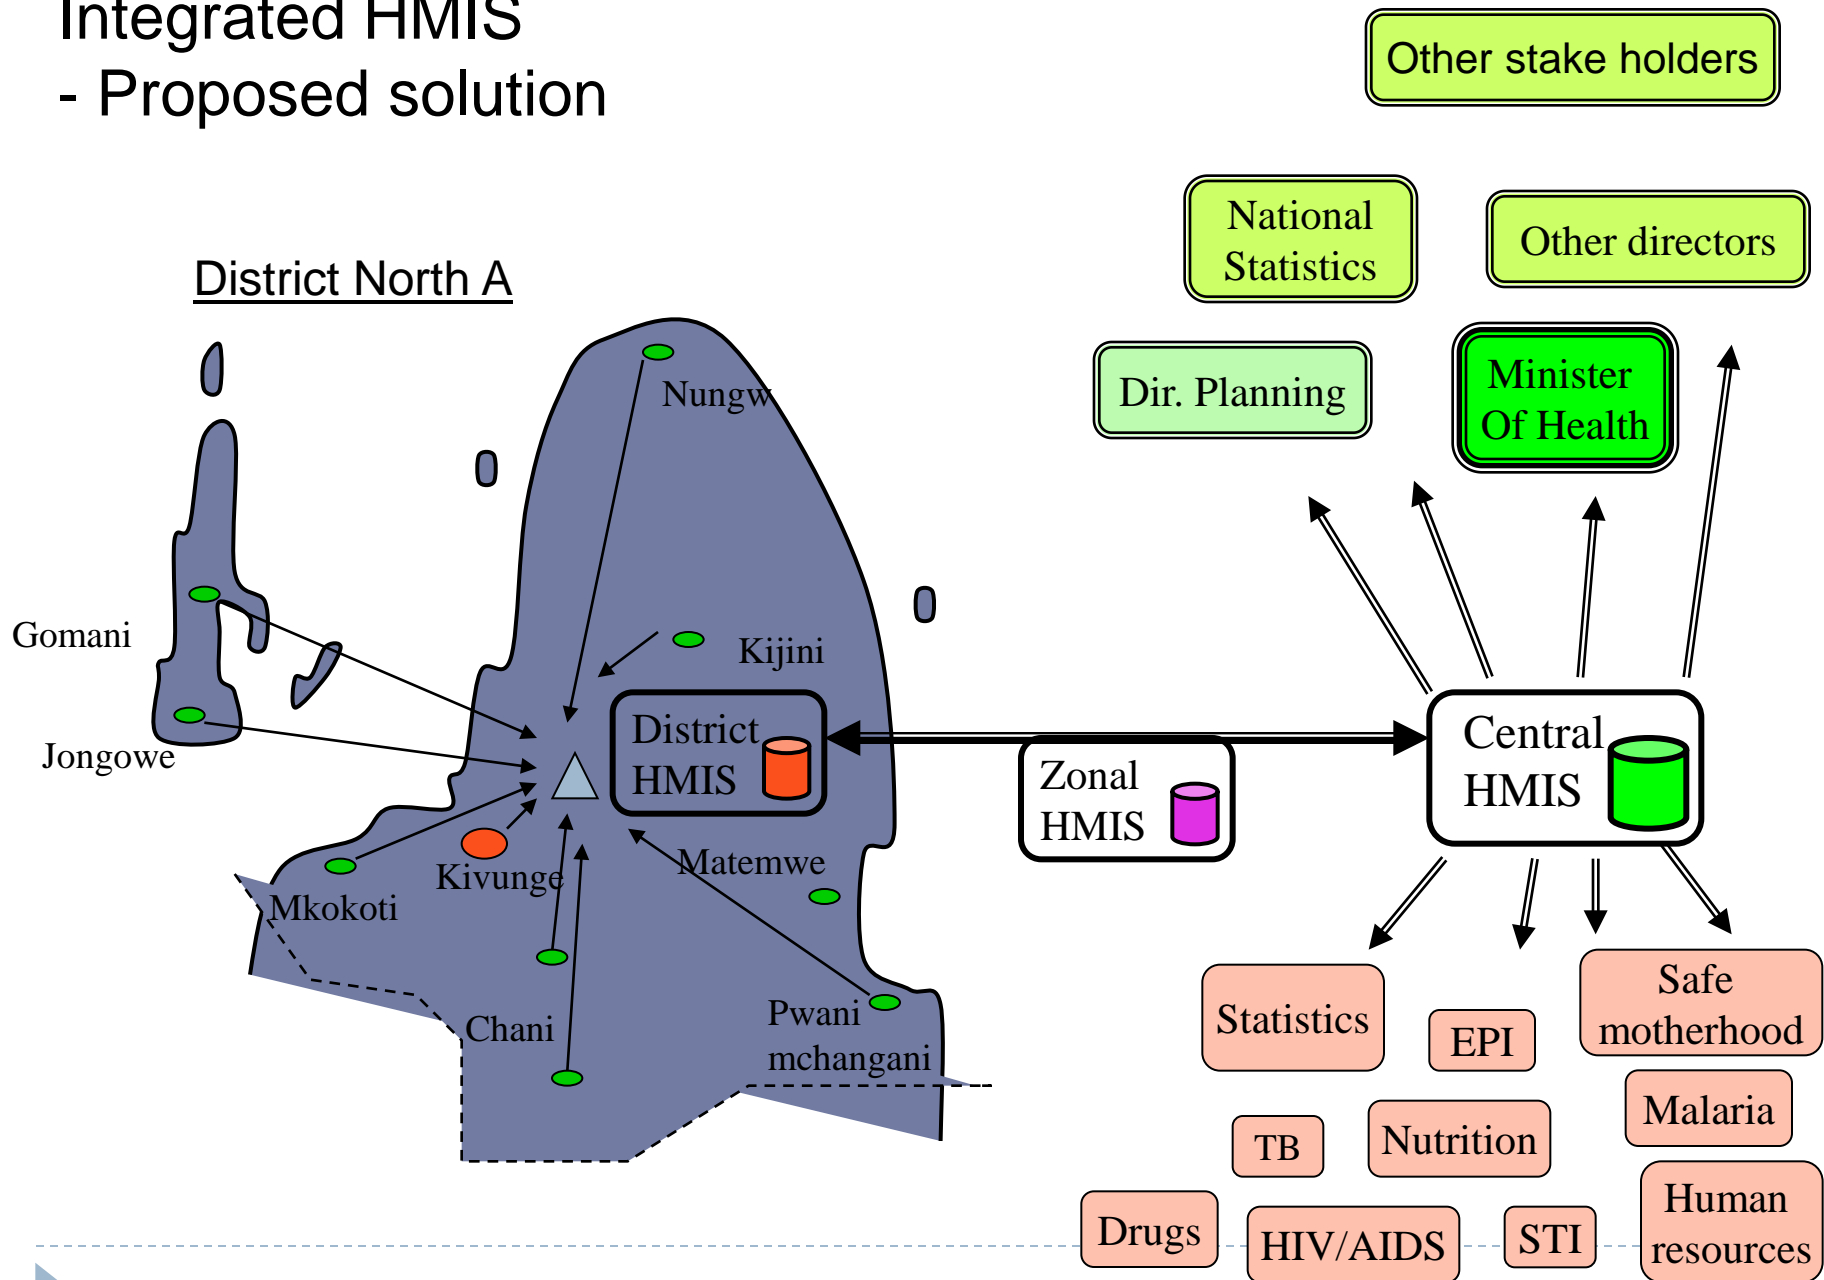 Integrated HMIS
- Proposed solution
Other stake holders
National
Statistics
Other directors
District North A
Dir. Planning
Minister
Of Health
Nungw
Gomani
Kijini
Jongowe
District
HMIS
Zonal
HMIS
Central
HMIS
Matemwe
Kivunge
Mkokoti
Chani
Pwani
mchangani
Statistics
EPI
Safe
motherhood
TB
Nutrition
Malaria
Drugs
HIV/AIDS
STI
Human
resources